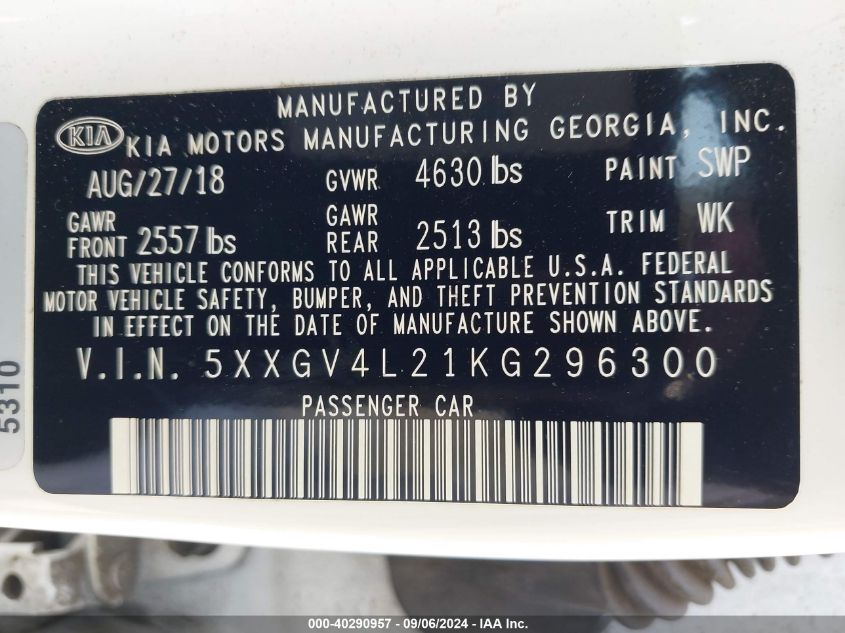 MANUFACTURED BY
KIA KIA MOTORS MANUFACTURING GEORGIA, INC.
AUG/27/18 GVWR 4630 lbs PAINT SWP
GAWR FRONT 2557 lbs GAWR REAR 2513 lbs TRIM WK
THIS VEHICLE CONFORMS TO ALL APPLICABLE U.S.A. FEDERAL
MOTOR VEHICLE SAFETY, BUMPER, AND THEFT PREVENTION STANDARDS
IN EFFECT ON THE DATE OF MANUFACTURE SHOWN ABOVE.
V.I.N. 5XXGV4L21KG296300
PASSENGER CAR
5310
000-40290957 - 09/06/2024 - IAA Inc.